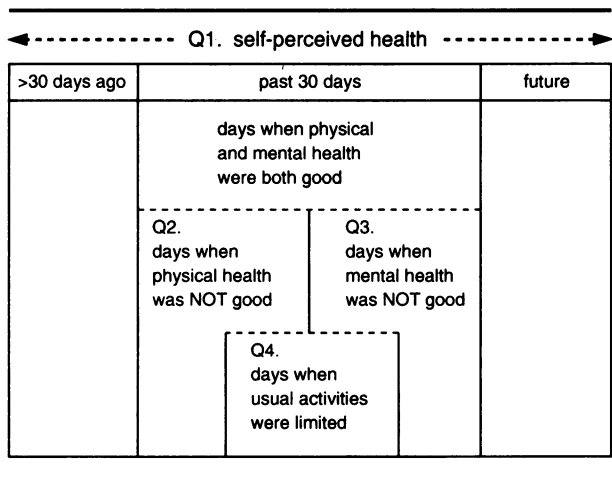 Q1. self-perceived health
>30 days ago
past 30 days
future
days when physical
and mental health
were both good
Q2.
days when
physical health
was NOT good
Q3.
days when
mental health
was NOT good
Q4.
days when
usual activities
were limited